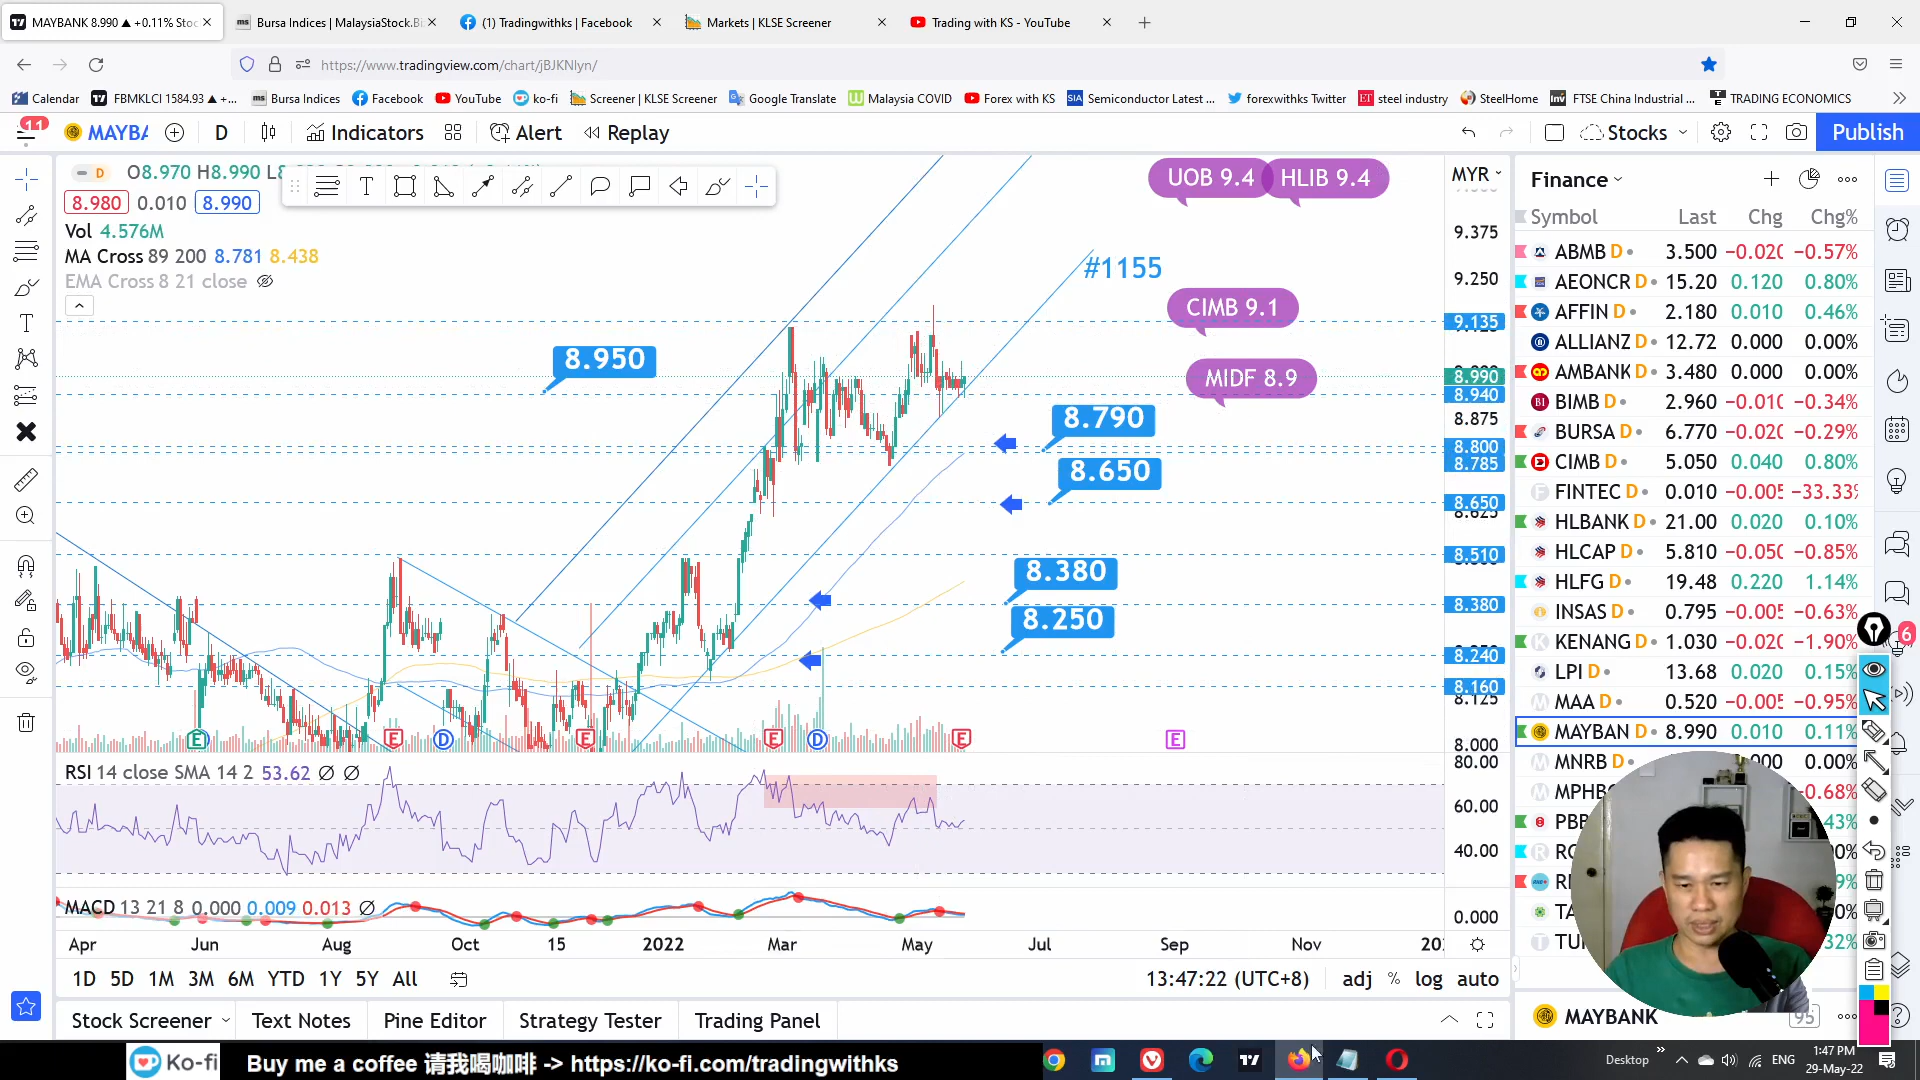 MAYBANK 8.990 ▲ +0.11% Stoc
Bursa Indices | MalaysiaStock.Bi
(1) Tradingwithks | Facebook
Markets | KLSE Screener
Trading with KS - YouTube
https://www.tradingview.com/chart/jBJKNlyn/
Calendar
FBMKLCI 1584.93 ▲ +...
Bursa Indices
Facebook
YouTube
ko-fi
Screener | KLSE Screener
Google Translate
Malaysia COVID
Forex with KS
Semiconductor Latest ...
forexwithks Twitter
steel industry
SteelHome
FTSE China Industrial ...
TRADING ECONOMICS
11
MAYBA
D
Indicators
Alert
Replay
Stocks
Publish
D O8.970 H8.990
8.980 0.010 8.990
Vol 4.576M
MA Cross 89 200 8.781 8.438
EMA Cross 8 21 close
UOB 9.4
HLIB 9.4
#1155
CIMB 9.1
MIDF 8.9
8.950
8.790
8.650
8.380
8.250
MYR
9.375
9.250
9.135
8.990
8.940
8.875
8.800
8.785
8.650
8.625
8.510
8.380
8.240
8.160
8.125
8.000
E D E D E E D E E
RSI 14 close SMA 14 2 53.62 Ø Ø
80.00
60.00
40.00
MACD 13 21 8 0.000 0.009 0.013 Ø
0.000
Apr Jun Aug Oct 15 2022 Mar May Jul Sep Nov 20
1D 5D 1M 3M 6M YTD 1Y 5Y All
13:47:22 (UTC+8) adj % log auto
Stock Screener
Text Notes
Pine Editor
Strategy Tester
Trading Panel
Finance
Symbol Last Chg Chg%
ABMB D 3.500 −0.020 −0.57%
AEONCR D 15.20 0.120 0.80%
AFFIN D 2.180 0.010 0.46%
ALLIANZ D 12.72 0.000 0.00%
AMBANK D 3.480 0.000 0.00%
BIMB D 2.960 −0.010 −0.34%
BURSA D 6.770 −0.020 −0.29%
CIMB D 5.050 0.040 0.80%
FINTEC D 0.010 −0.005 −33.33%
HLBANK D 21.00 0.020 0.10%
HLCAP D 5.810 −0.050 −0.85%
HLFG D 19.48 0.220 1.14%
INSAS D 0.795 −0.005 −0.63%
KENANG D 1.030 −0.020 −1.90%
LPI D 13.68 0.020 0.15%
MAA D 0.520 −0.005 −0.95%
MAYBAN D 8.990 0.010 0.11%
MNRB D 0.00%
MPHB
PBB
MAYBANK
95
6
Ko-fi
Buy me a coffee 请我喝咖啡 -> https://ko-fi.com/tradingwithks
Desktop
ENG
1:47 PM
29-May-22